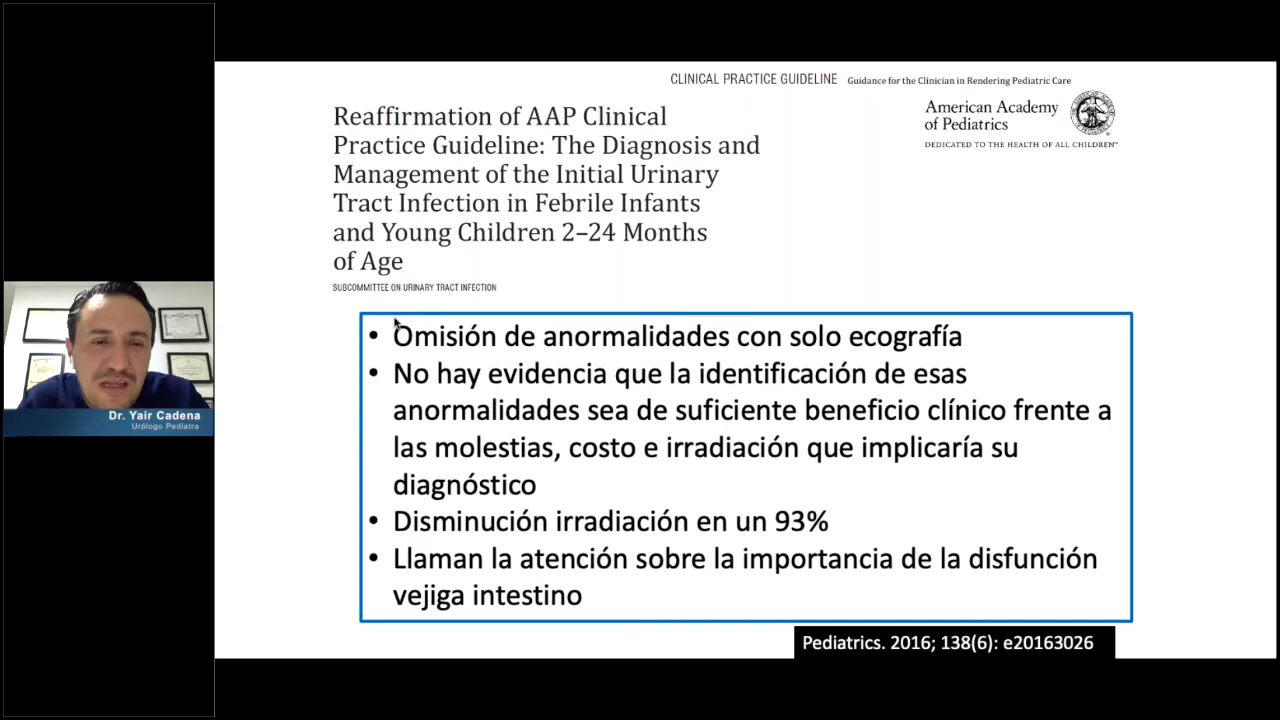 CLINICAL PRACTICE GUIDELINE Guidance for the Clinician in Rendering Pediatric Care
American Academy
of Pediatrics
DEDICATED TO THE HEALTH OF ALL CHILDREN™
Reaffirmation of AAP Clinical
Practice Guideline: The Diagnosis and
Management of the Initial Urinary
Tract Infection in Febrile Infants
and Young Children 2–24 Months
of Age
SUBCOMMITTEE ON URINARY TRACT INFECTION
• Omisión de anormalidades con solo ecografía
• No hay evidencia que la identificación de esas
anormalidades sea de suficiente beneficio clínico frente a
las molestias, costo e irradiación que implicaría su
diagnóstico
• Disminución irradiación en un 93%
• Llaman la atención sobre la importancia de la disfunción
vejiga intestino
Pediatrics. 2016; 138(6): e20163026
Dr. Yair Cadena
Urólogo Pediatra